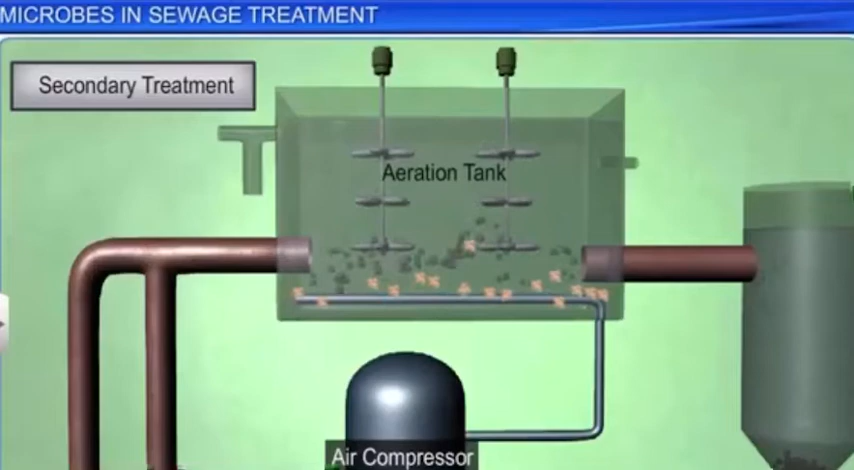 MICROBES IN SEWAGE TREATMENT
Secondary Treatment
Aeration Tank
Air Compressor